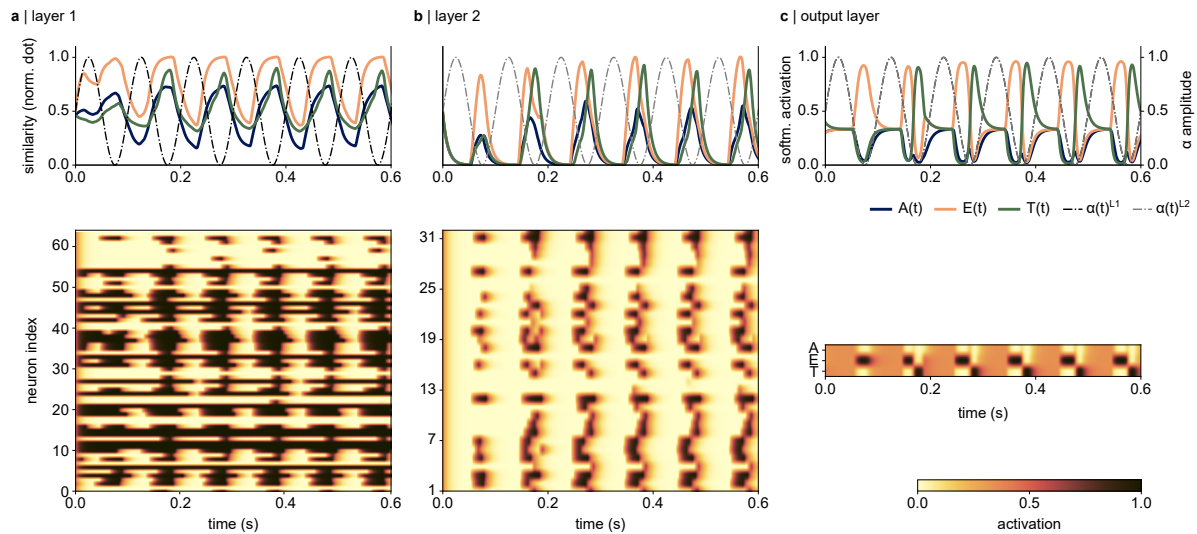 a | layer 1
b | layer 2
c | output layer
similarity (norm. dot)
1.0
0.5
0.0
0.0 0.2 0.4 0.6
0.0 0.2 0.4 0.6
softm. activation
1.0
0.5
0.0
0.0 0.2 0.4 0.6
1.0
0.5
0.0
α amplitude
A(t) E(t) T(t) α(t)L1 α(t)L2
neuron index
60
50
40
30
20
10
0
0.0 0.2 0.4 0.6
time (s)
31
25
19
13
7
1
0.0 0.2 0.4 0.6
time (s)
A
E
T
0.0 0.2 0.4 0.6
time (s)
0.0 0.5 1.0
activation